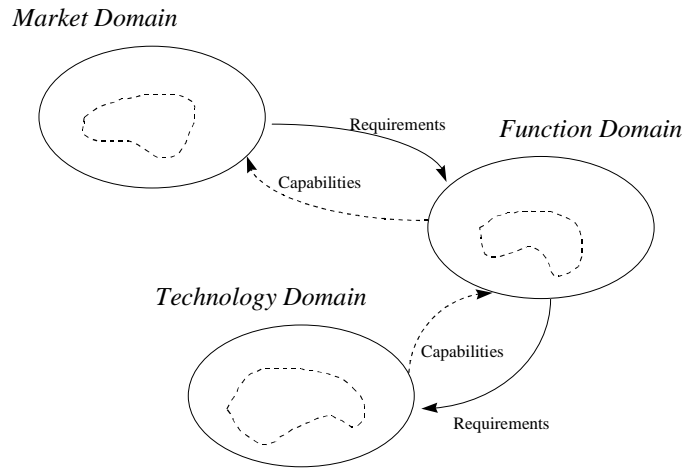 Market Domain
Requirements
Function Domain
Capabilities
Technology Domain
Capabilities
Requirements